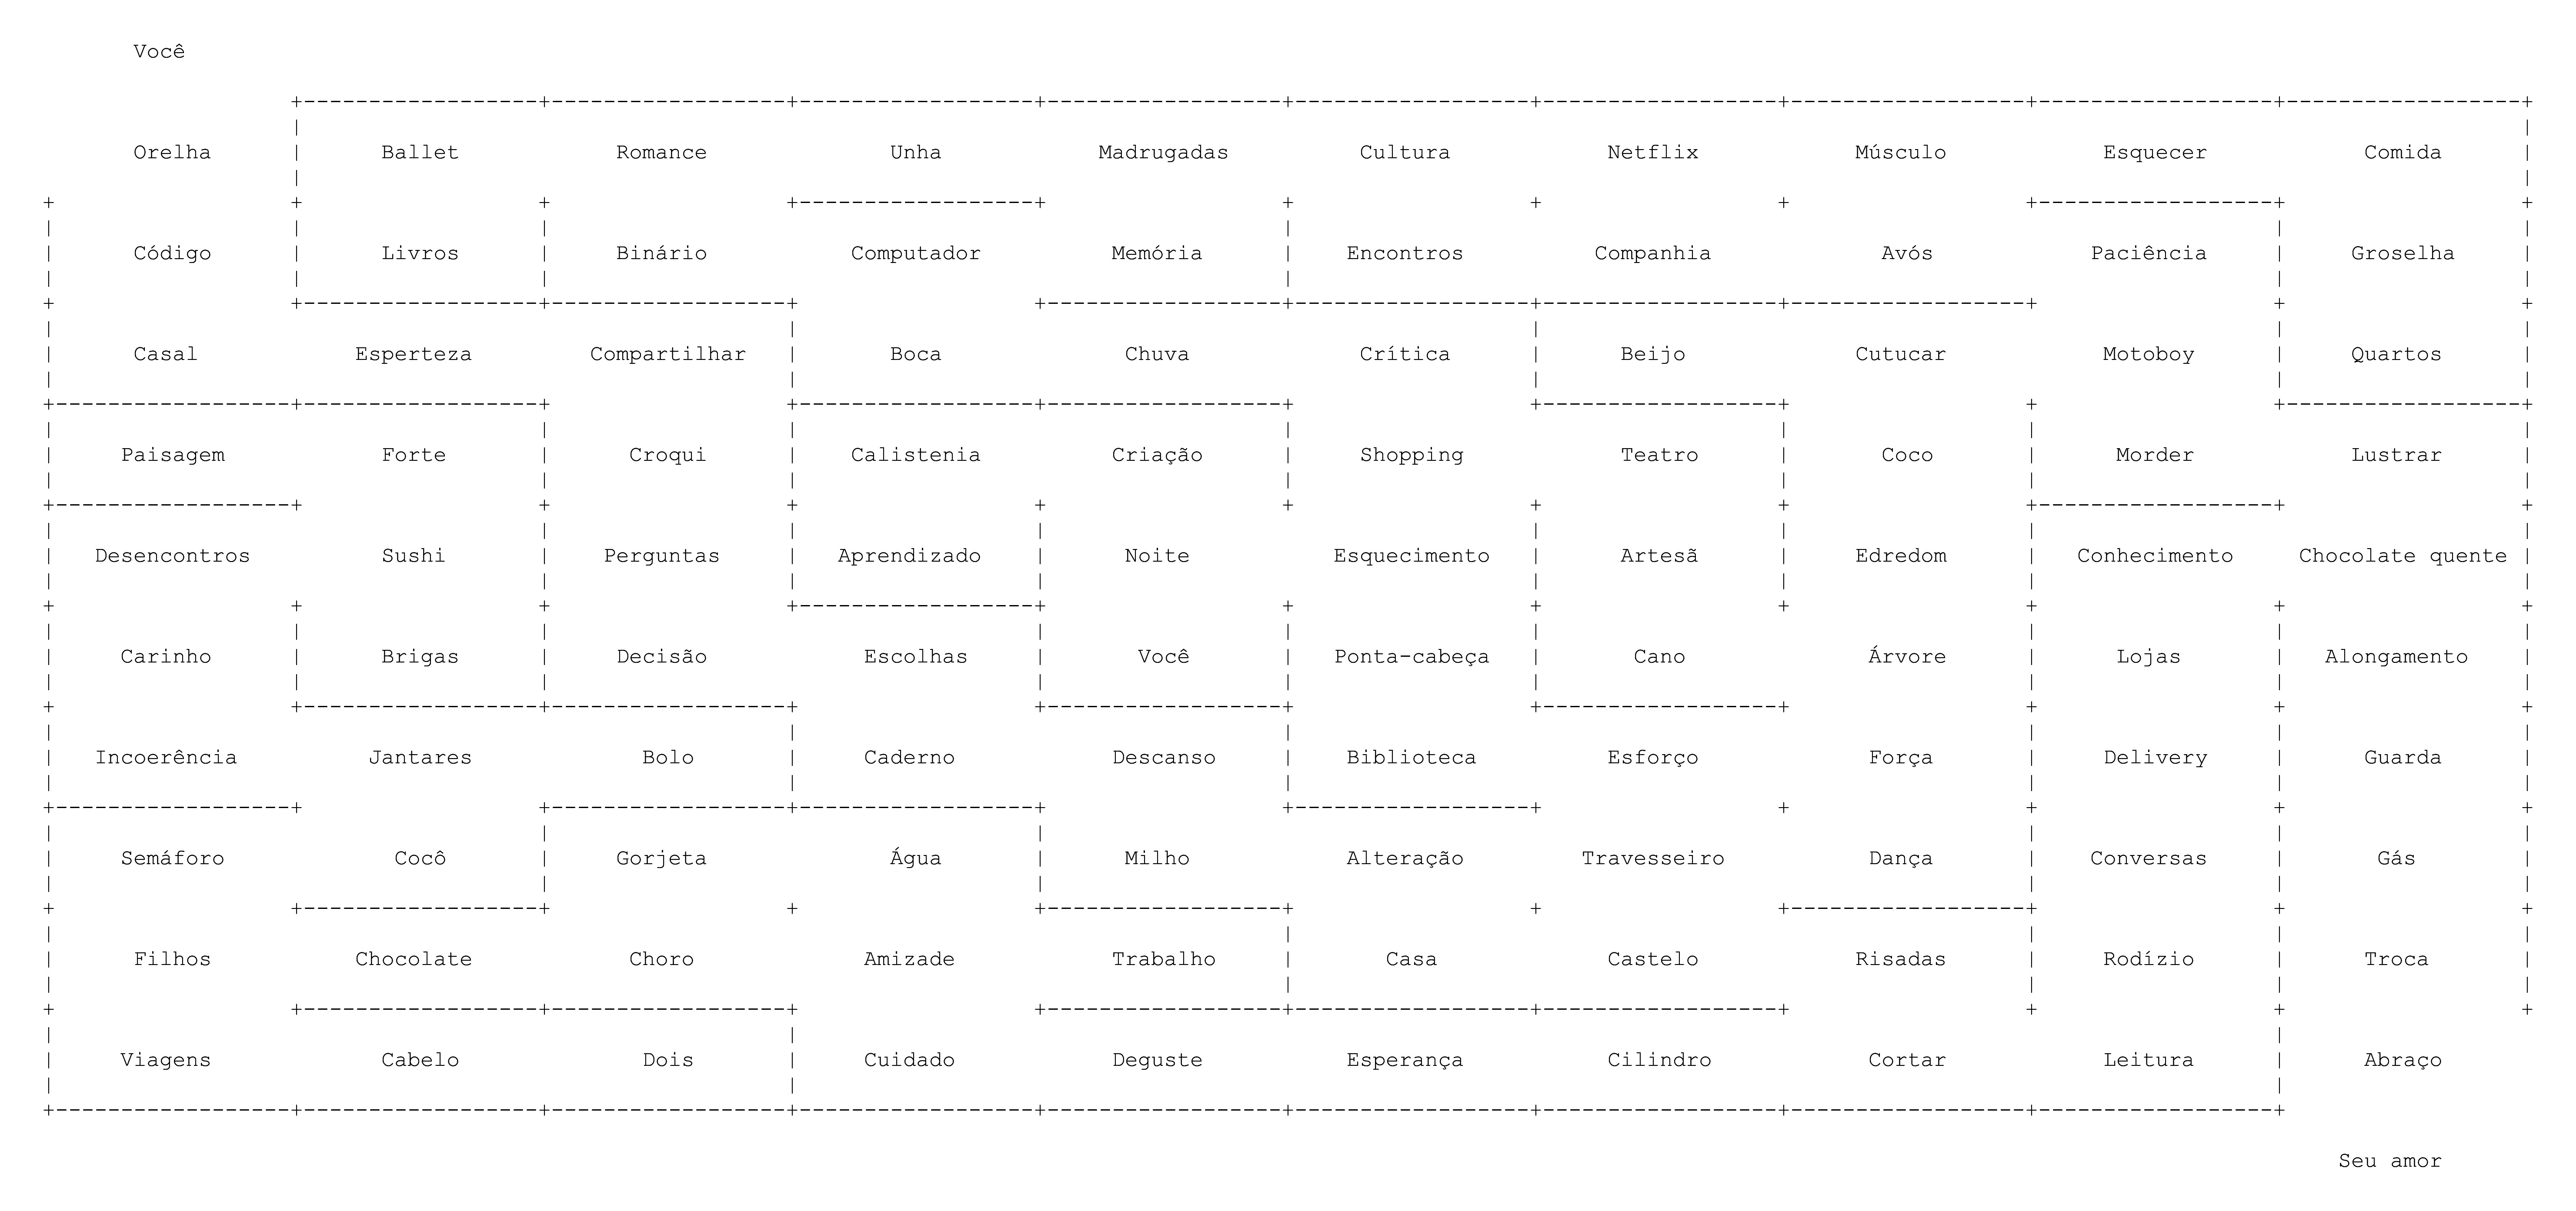 Você
Orelha Ballet Romance Unha Madrugadas Cultura Netflix Músculo Esquecer Comida
Código Livros Binário Computador Memória Encontros Companhia Avós Paciência Groselha
Casal Esperteza Compartilhar Boca Chuva Crítica Beijo Cutucar Motoboy Quartos
Paisagem Forte Croqui Calistenia Criação Shopping Teatro Coco Morder Lustrar
Desencontros Sushi Perguntas Aprendizado Noite Esquecimento Artesã Edredom Conhecimento Chocolate quente
Carinho Brigas Decisão Escolhas Você Ponta-cabeça Cano Árvore Lojas Alongamento
Incoerência Jantares Bolo Caderno Descanso Biblioteca Esforço Força Delivery Guarda
Semáforo Cocô Gorjeta Água Milho Alteração Travesseiro Dança Conversas Gás
Filhos Chocolate Choro Amizade Trabalho Casa Castelo Risadas Rodízio Troca
Viagens Cabelo Dois Cuidado Deguste Esperança Cilindro Cortar Leitura Abraço
Seu amor